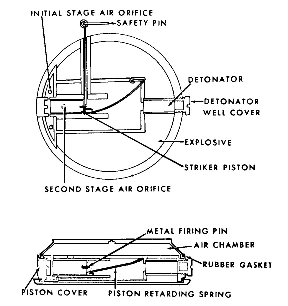 INITIAL STAGE AIR ORIFICE
SAFETY PIN
DETONATOR
DETONATOR
WELL COVER
EXPLOSIVE
STRIKER PISTON
SECOND STAGE AIR ORIFICE
METAL FIRING PIN
AIR CHAMBER
RUBBER GASKET
PISTON COVER
PISTON RETARDING SPRING